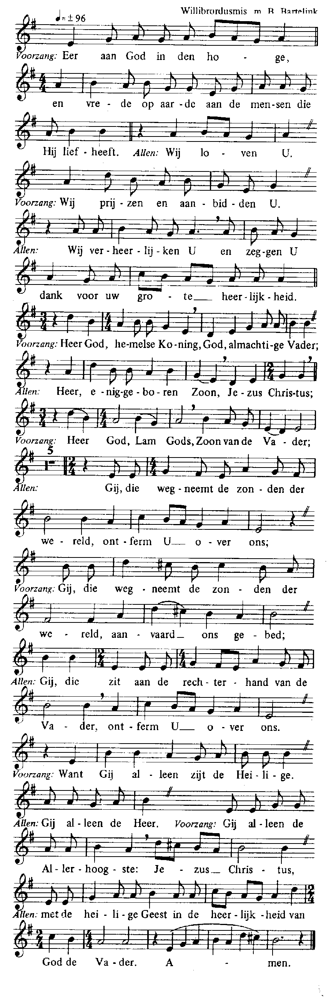 Willibrordusmis m. B. Bartelink
♩ = ± 96
Voorzang: Eer aan God in den ho - ge,
en vre - de op aar - de aan de men - sen die
Hij lief - heeft. Allen: Wij lo - ven U.
Voorzang: Wij prij - zen en aan - bid - den U.
Allen: Wij ver - heer - lij - ken U en zeg - gen U
dank voor uw gro - te heer - lijk - heid.
Voorzang: Heer God, he - melse Ko - ning, God, almachti - ge Vader;
Allen: Heer, e - nig - ge - bo - ren Zoon, Je - zus Chris - tus;
Voorzang: Heer God, Lam Gods, Zoon van de Va - der;
5
Allen: Gij, die weg - neemt de zon - den der
we - reld, ont - ferm U o - ver ons;
Voorzang: Gij, die weg - neemt de zon - den der
we - reld, aan - vaard ons ge - bed;
Allen: Gij, die zit aan de rech - ter - hand van de
Va - der, ont - ferm U o - ver ons.
Voorzang: Want Gij al - leen zijt de Hei - li - ge.
Allen: Gij al - leen de Heer. Voorzang: Gij al - leen de
Al - ler - hoog - ste: Je - zus Chris - tus,
Allen: met de hei - li - ge Geest in de heer - lijk - heid van
God de Va - der. A - men.